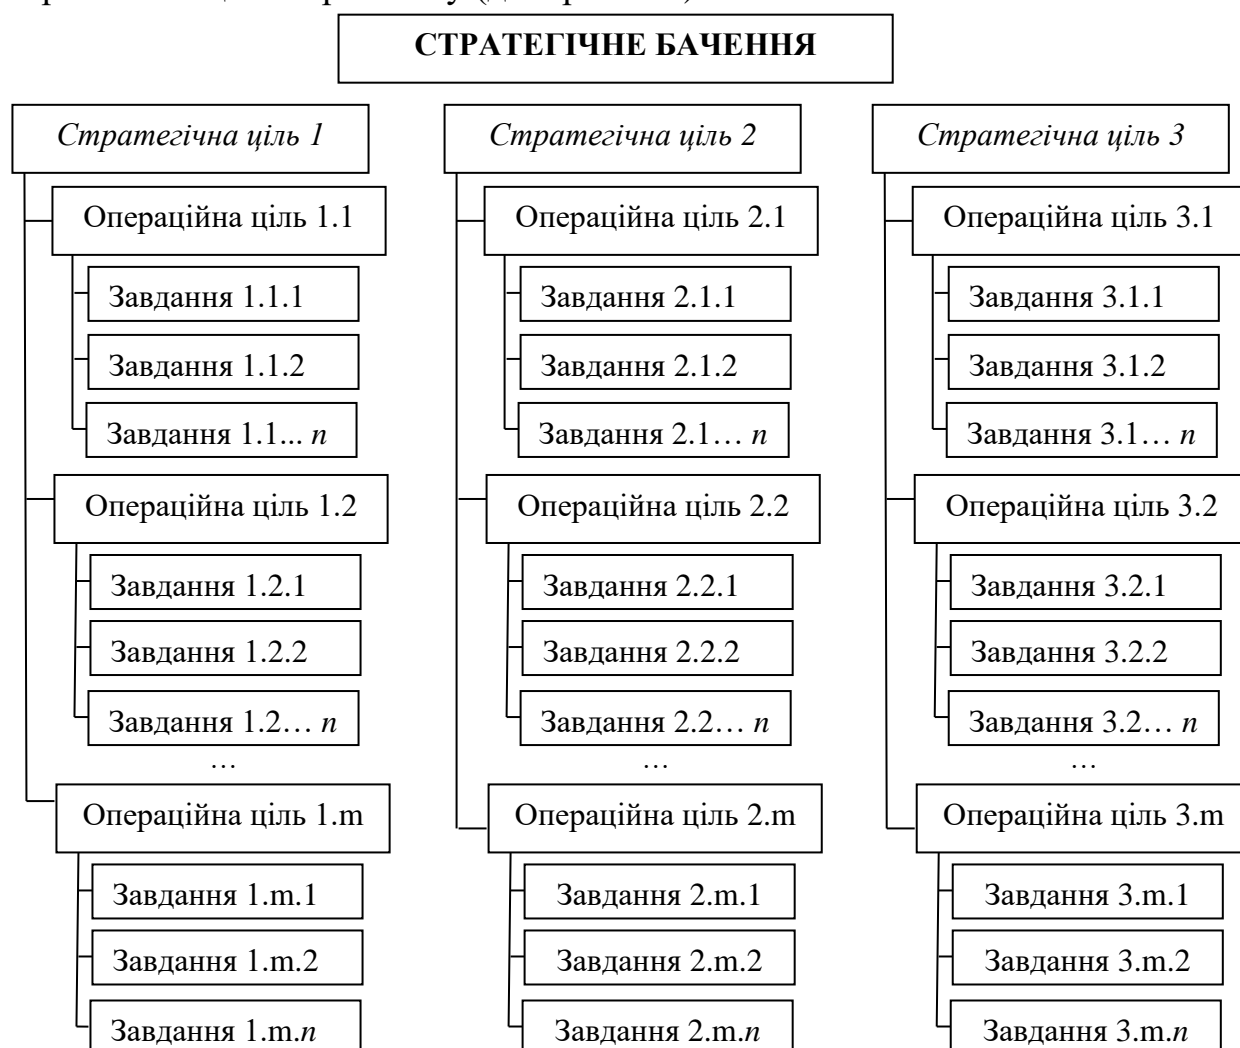 СТРАТЕГІЧНЕ БАЧЕННЯ
Стратегічна ціль 1
Операційна ціль 1.1
Завдання 1.1.1
Завдання 1.1.2
Завдання 1.1... n
Операційна ціль 1.2
Завдання 1.2.1
Завдання 1.2.2
Завдання 1.2… n
…
Операційна ціль 1.m
Завдання 1.m.1
Завдання 1.m.2
Завдання 1.m.n
Стратегічна ціль 2
Операційна ціль 2.1
Завдання 2.1.1
Завдання 2.1.2
Завдання 2.1… n
Операційна ціль 2.2
Завдання 2.2.1
Завдання 2.2.2
Завдання 2.2… n
…
Операційна ціль 2.m
Завдання 2.m.1
Завдання 2.m.2
Завдання 2.m.n
Стратегічна ціль 3
Операційна ціль 3.1
Завдання 3.1.1
Завдання 3.1.2
Завдання 3.1… n
Операційна ціль 3.2
Завдання 3.2.1
Завдання 3.2.2
Завдання 3.2… n
…
Операційна ціль 3.m
Завдання 3.m.1
Завдання 3.m.2
Завдання 3.m.n